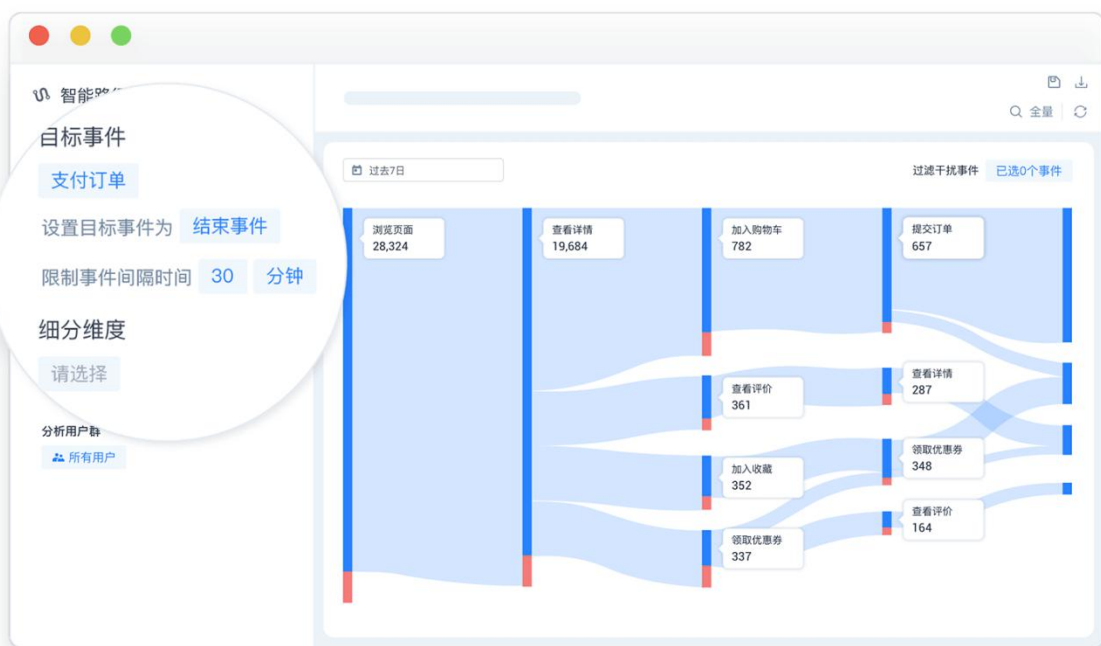 智能路
目标事件
支付订单
设置目标事件为 结束事件
限制事件间隔时间 30 分钟
细分维度
请选择
分析用户群
所有用户
全量
过去7日
过滤干扰事件 已选0个事件
浏览页面
28,324
查看详情
19,684
加入购物车
782
提交订单
657
查看评价
361
查看详情
287
加入收藏
352
领取优惠券
348
领取优惠券
337
查看评价
164